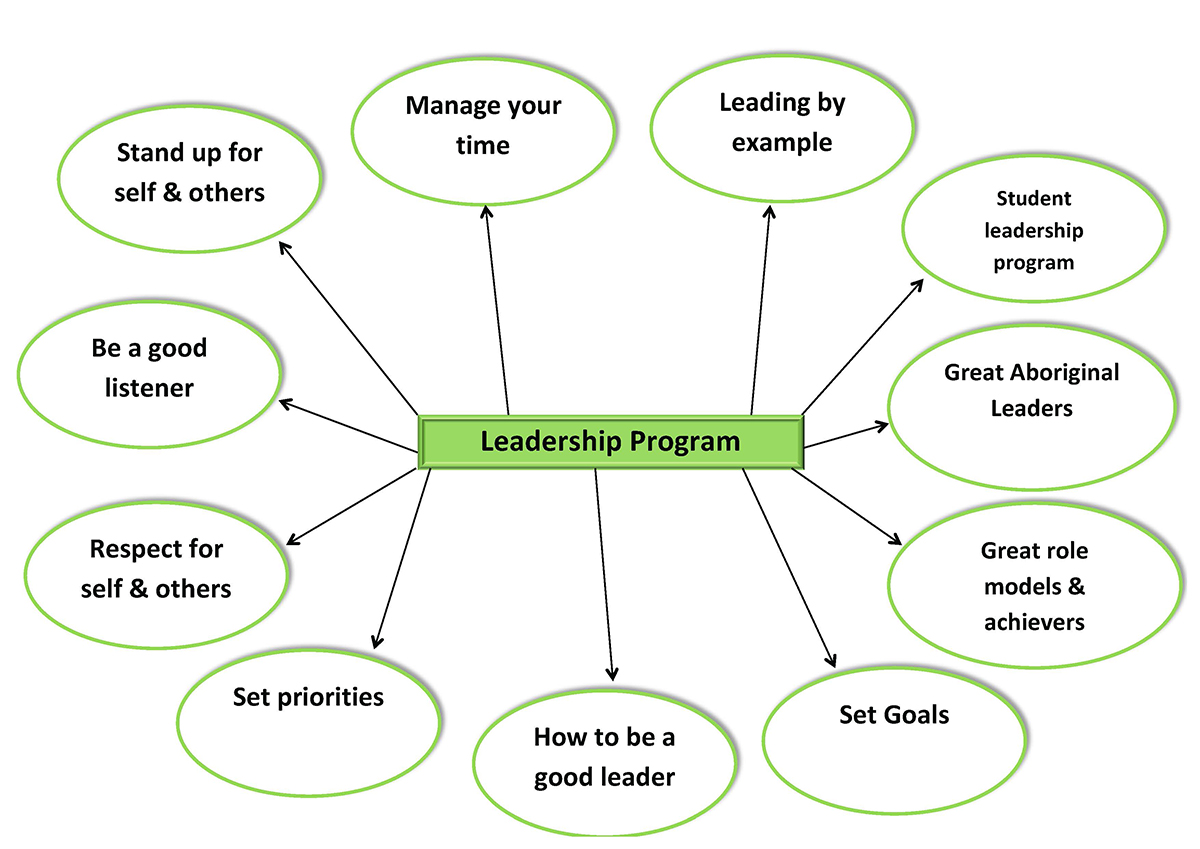 Manage your
time
Leading by
example
Stand up for
self & others
Student
leadership
program
Be a good
listener
Great Aboriginal
Leaders
Leadership Program
Respect for
self & others
Great role
models &
achievers
Set priorities
How to be a
good leader
Set Goals